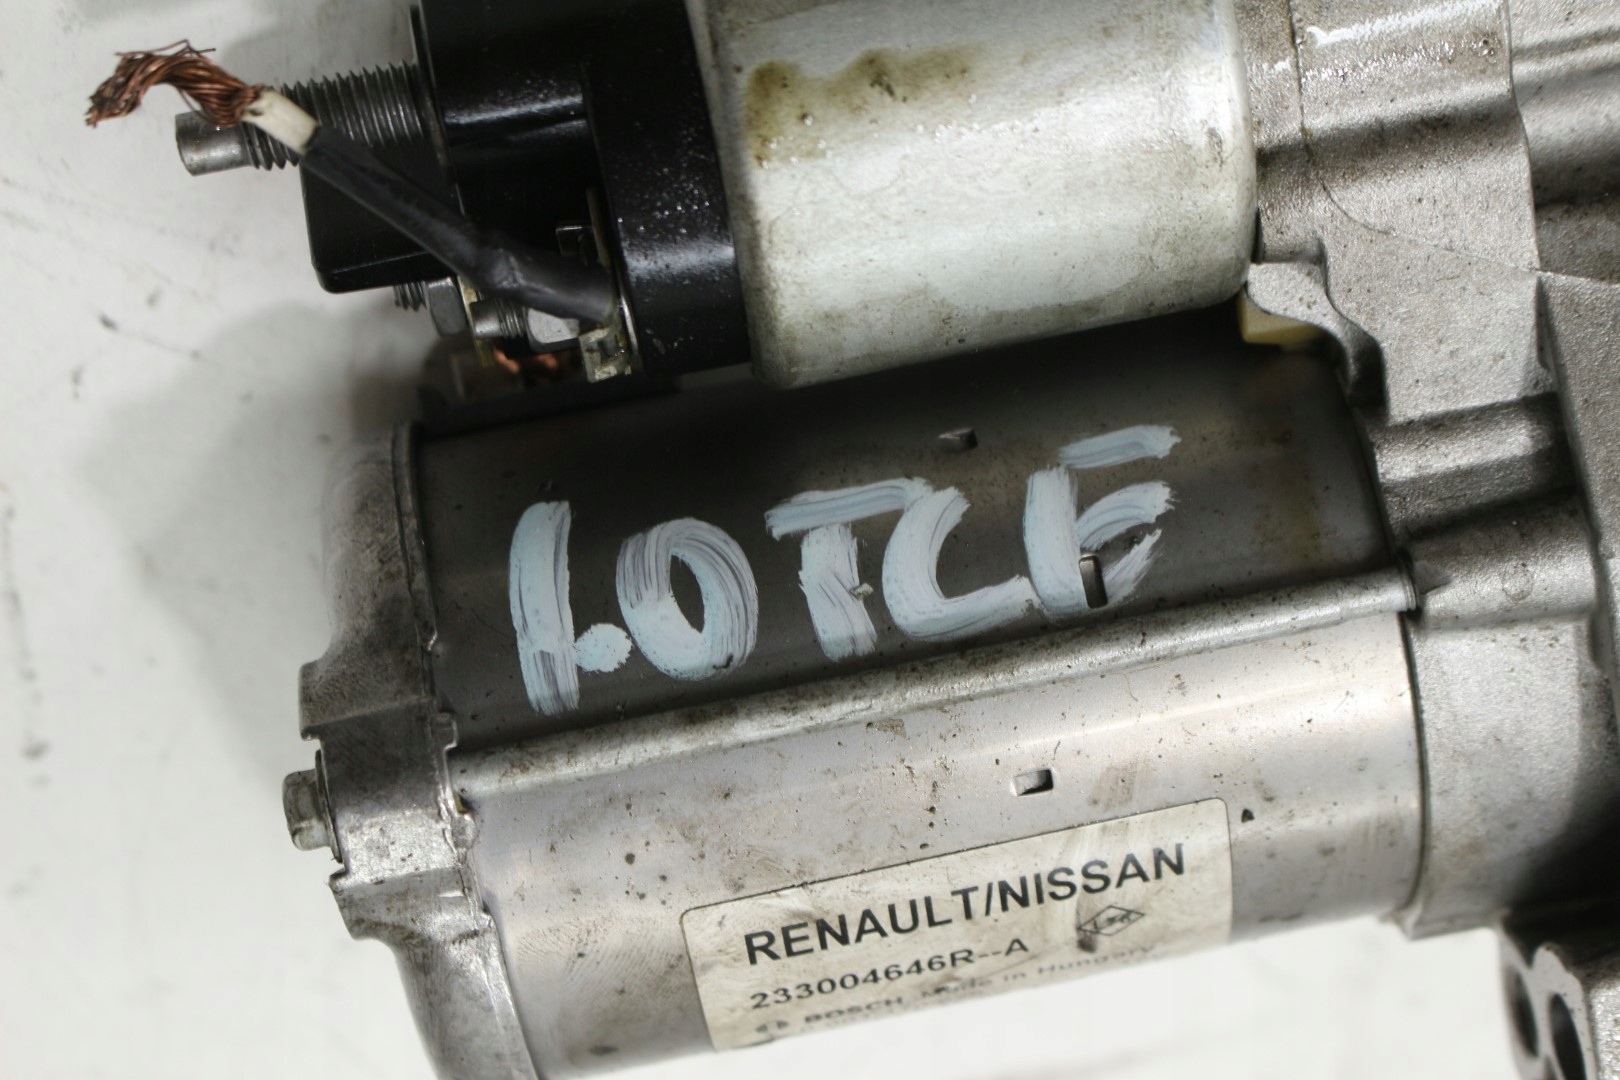 1.0TCE
RENAULT/NISSAN
233004646R--A
BOSCH Made in Hungary